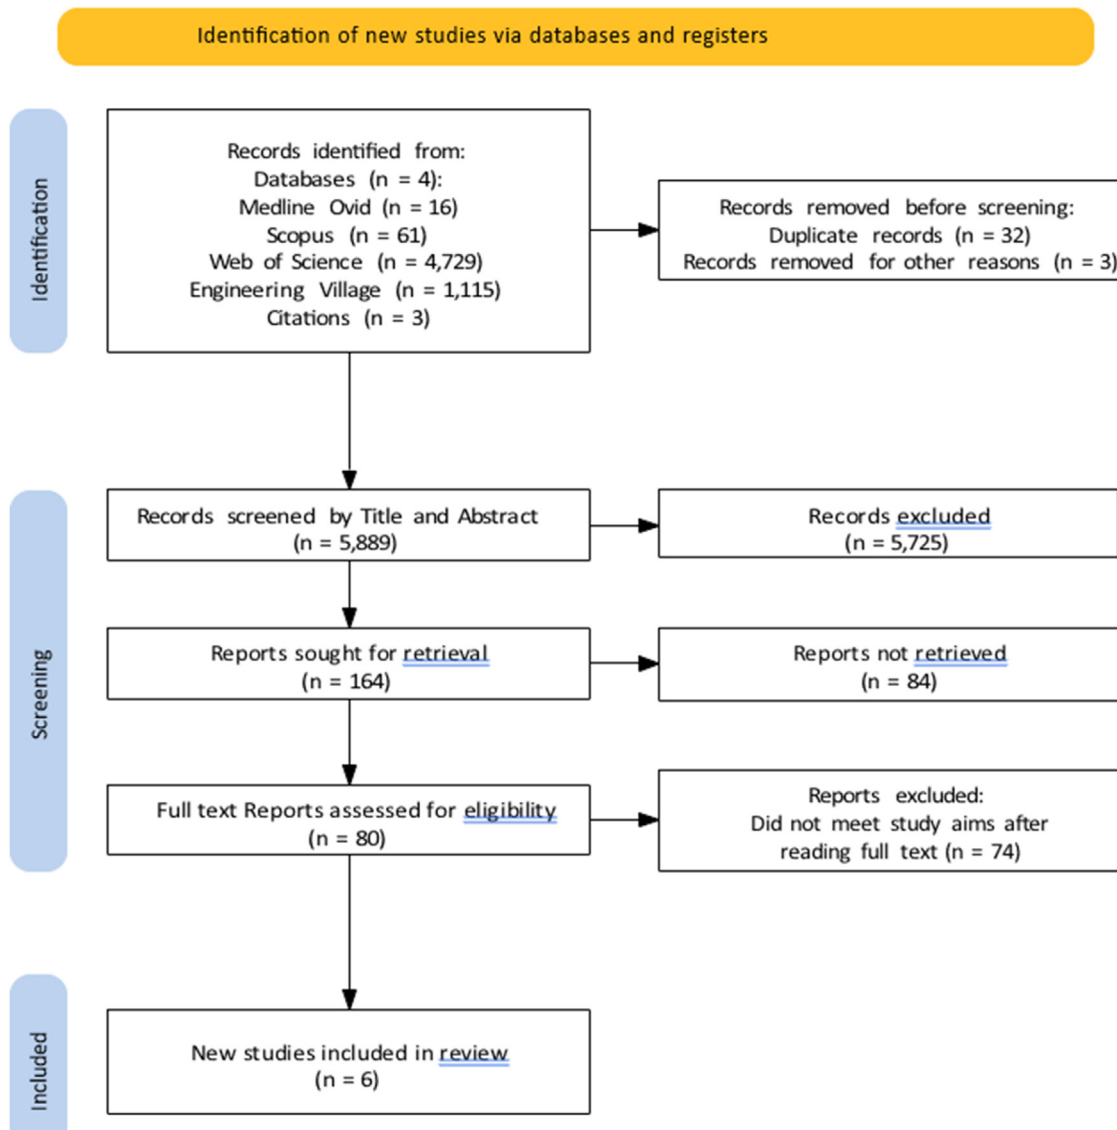 Identification of new studies via databases and registers
Identification
Records identified from:
Databases (n = 4):
Medline Ovid (n = 16)
Scopus (n = 61)
Web of Science (n = 4,729)
Engineering Village (n = 1,115)
Citations (n = 3)
Records removed before screening:
Duplicate records (n = 32)
Records removed for other reasons (n = 3)
Screening
Records screened by Title and Abstract
(n = 5,889)
Records excluded
(n = 5,725)
Reports sought for retrieval
(n = 164)
Reports not retrieved
(n = 84)
Full text Reports assessed for eligibility
(n = 80)
Reports excluded:
Did not meet study aims after
reading full text (n = 74)
Included
New studies included in review
(n = 6)